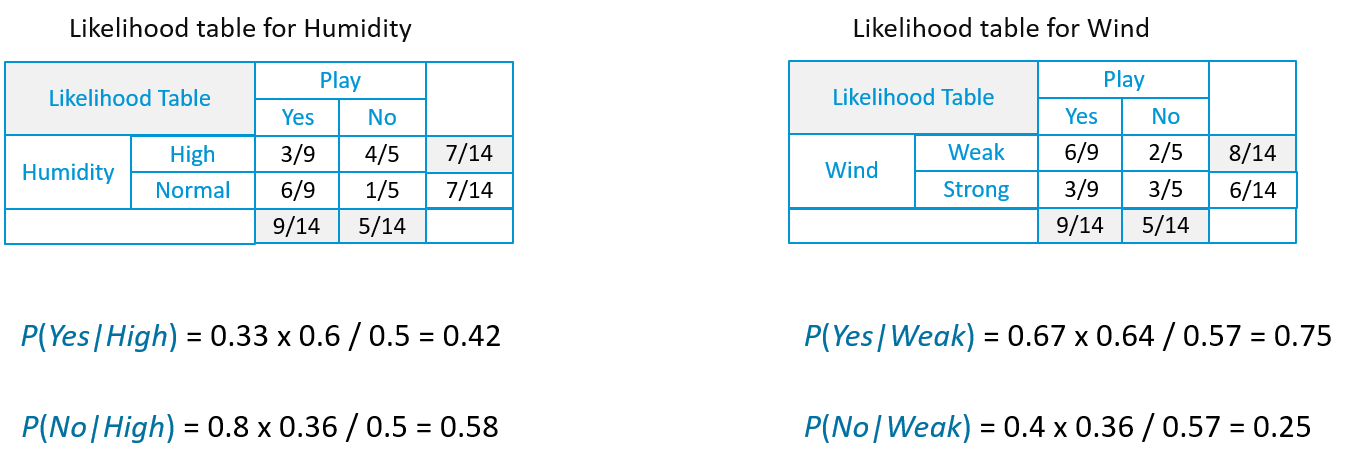 Likelihood table for Humidity
Likelihood Table
Play
Yes No
Humidity
High 3/9 4/5 7/14
Normal 6/9 1/5 7/14
9/14 5/14
P(Yes|High) = 0.33 x 0.6 / 0.5 = 0.42
P(No|High) = 0.8 x 0.36 / 0.5 = 0.58
Likelihood table for Wind
Likelihood Table
Play
Yes No
Wind
Weak 6/9 2/5 8/14
Strong 3/9 3/5 6/14
9/14 5/14
P(Yes|Weak) = 0.67 x 0.64 / 0.57 = 0.75
P(No|Weak) = 0.4 x 0.36 / 0.57 = 0.25